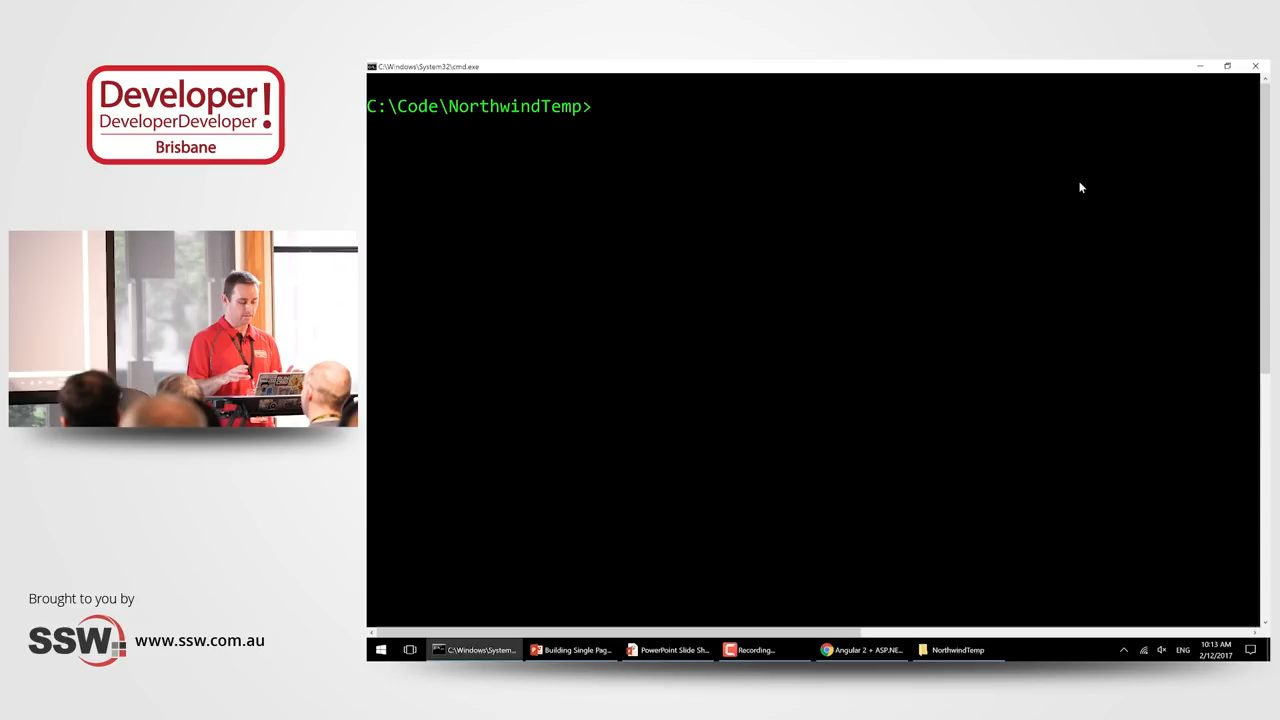 Developer!
DeveloperDeveloper
Brisbane
C:\Windows\System32\cmd.exe
C:\Code\NorthwindTemp>
Brought to you by
SSW
www.ssw.com.au
C:\Windows\System...
Building Single Pag...
PowerPoint Slide Sh...
Recording...
Angular 2 + ASP.NE...
NorthwindTemp
ENG
10:13 AM
2/12/2017